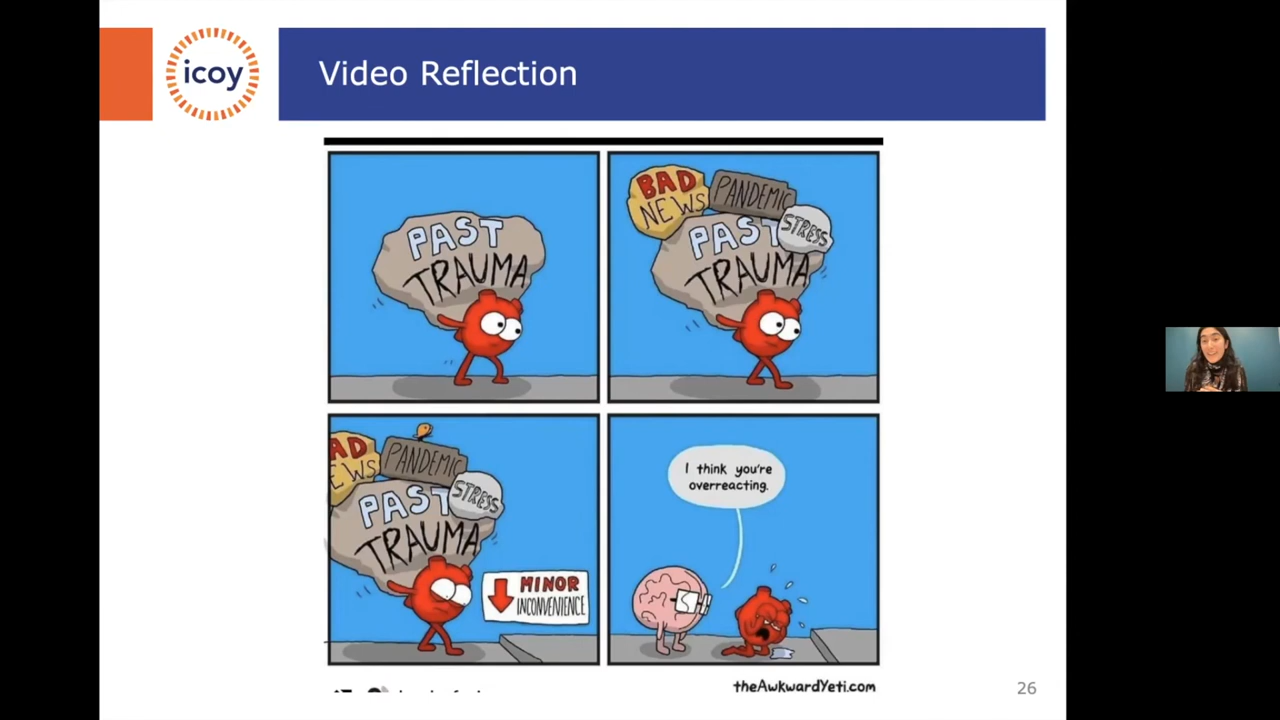 icoy
Video Reflection
PAST
TRAUMA
BAD
NEWS
PANDEMIC
STRESS
PAST
TRAUMA
AD
EWS
PANDEMIC
STRESS
PAST
TRAUMA
MINOR
INCONVENIENCE
I think you're
overreacting.
theAwkwardYeti.com
26